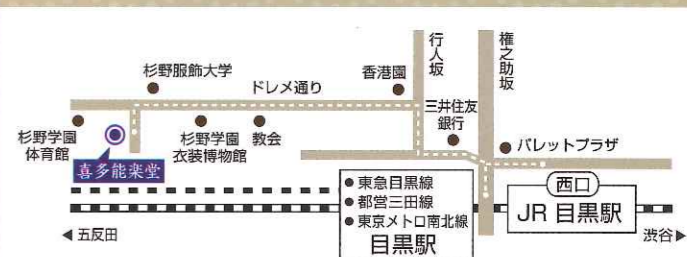 行人坂
権之助坂
杉野服飾大学
ドレメ通り
香港園
三井住友
銀行
杉野学園
体育館
杉野学園
衣装博物館
教会
パレットプラザ
喜多能楽堂
●東急目黒線
●都営三田線
●東京メトロ南北線
目黒駅
西口
JR 目黒駅
◀五反田
渋谷▶